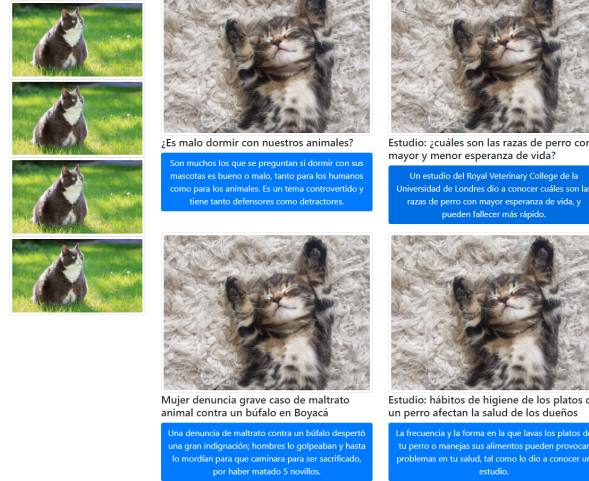 ¿Es malo dormir con nuestros animales?
Son muchos los que se preguntan si dormir con sus
mascotas es bueno o malo, tanto para los humanos
como para los animales. Es un tema controvertido y
tiene tanto defensores como detractores.
Estudio: ¿cuáles son las razas de perro con
mayor y menor esperanza de vida?
Un estudio del Royal Veterinary College de la
Universidad de Londres dio a conocer cuáles son las
razas de perro con mayor esperanza de vida, y
pueden fallecer más rápido.
Mujer denuncia grave caso de maltrato
animal contra un búfalo en Boyacá
Una denuncia de maltrato contra un búfalo despertó
una gran indignación; hombres lo golpeaban y hasta
lo mordían para que caminara para ser sacrificado,
por haber matado 5 novillos.
Estudio: hábitos de higiene de los platos
un perro afectan la salud de los dueños
La frecuencia y la forma en la que lavas los platos de
tu perro o manejas sus alimentos pueden provocar
problemas en tu salud, tal como lo dio a conocer un
estudio.